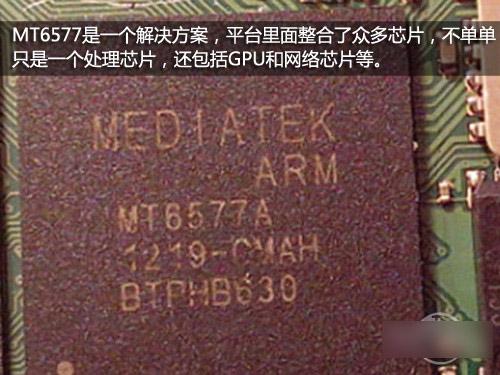 MT6577是一个解决方案，平台里面整合了众多芯片，不单单
只是一个处理芯片，还包括GPU和网络芯片等。
MEDIATEK
ARM
MT6577A
1219-CMAH
BTPHB630